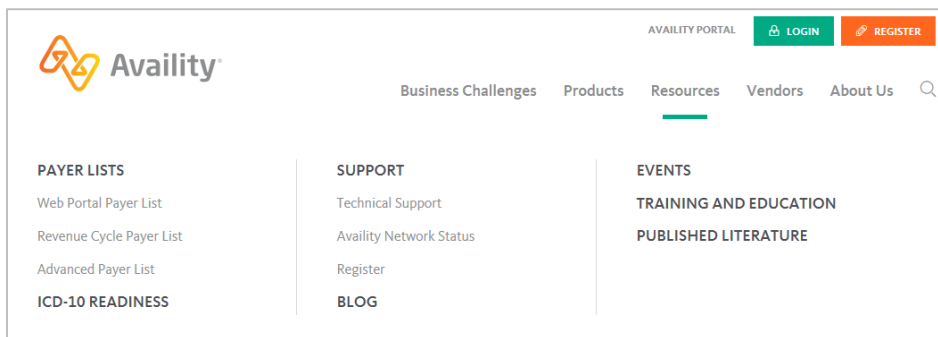 AVAILITY PORTAL
LOGIN
REGISTER
Availity
Business Challenges Products Resources Vendors About Us
PAYER LISTS
Web Portal Payer List
Revenue Cycle Payer List
Advanced Payer List
ICD-10 READINESS
SUPPORT
Technical Support
Availity Network Status
Register
BLOG
EVENTS
TRAINING AND EDUCATION
PUBLISHED LITERATURE